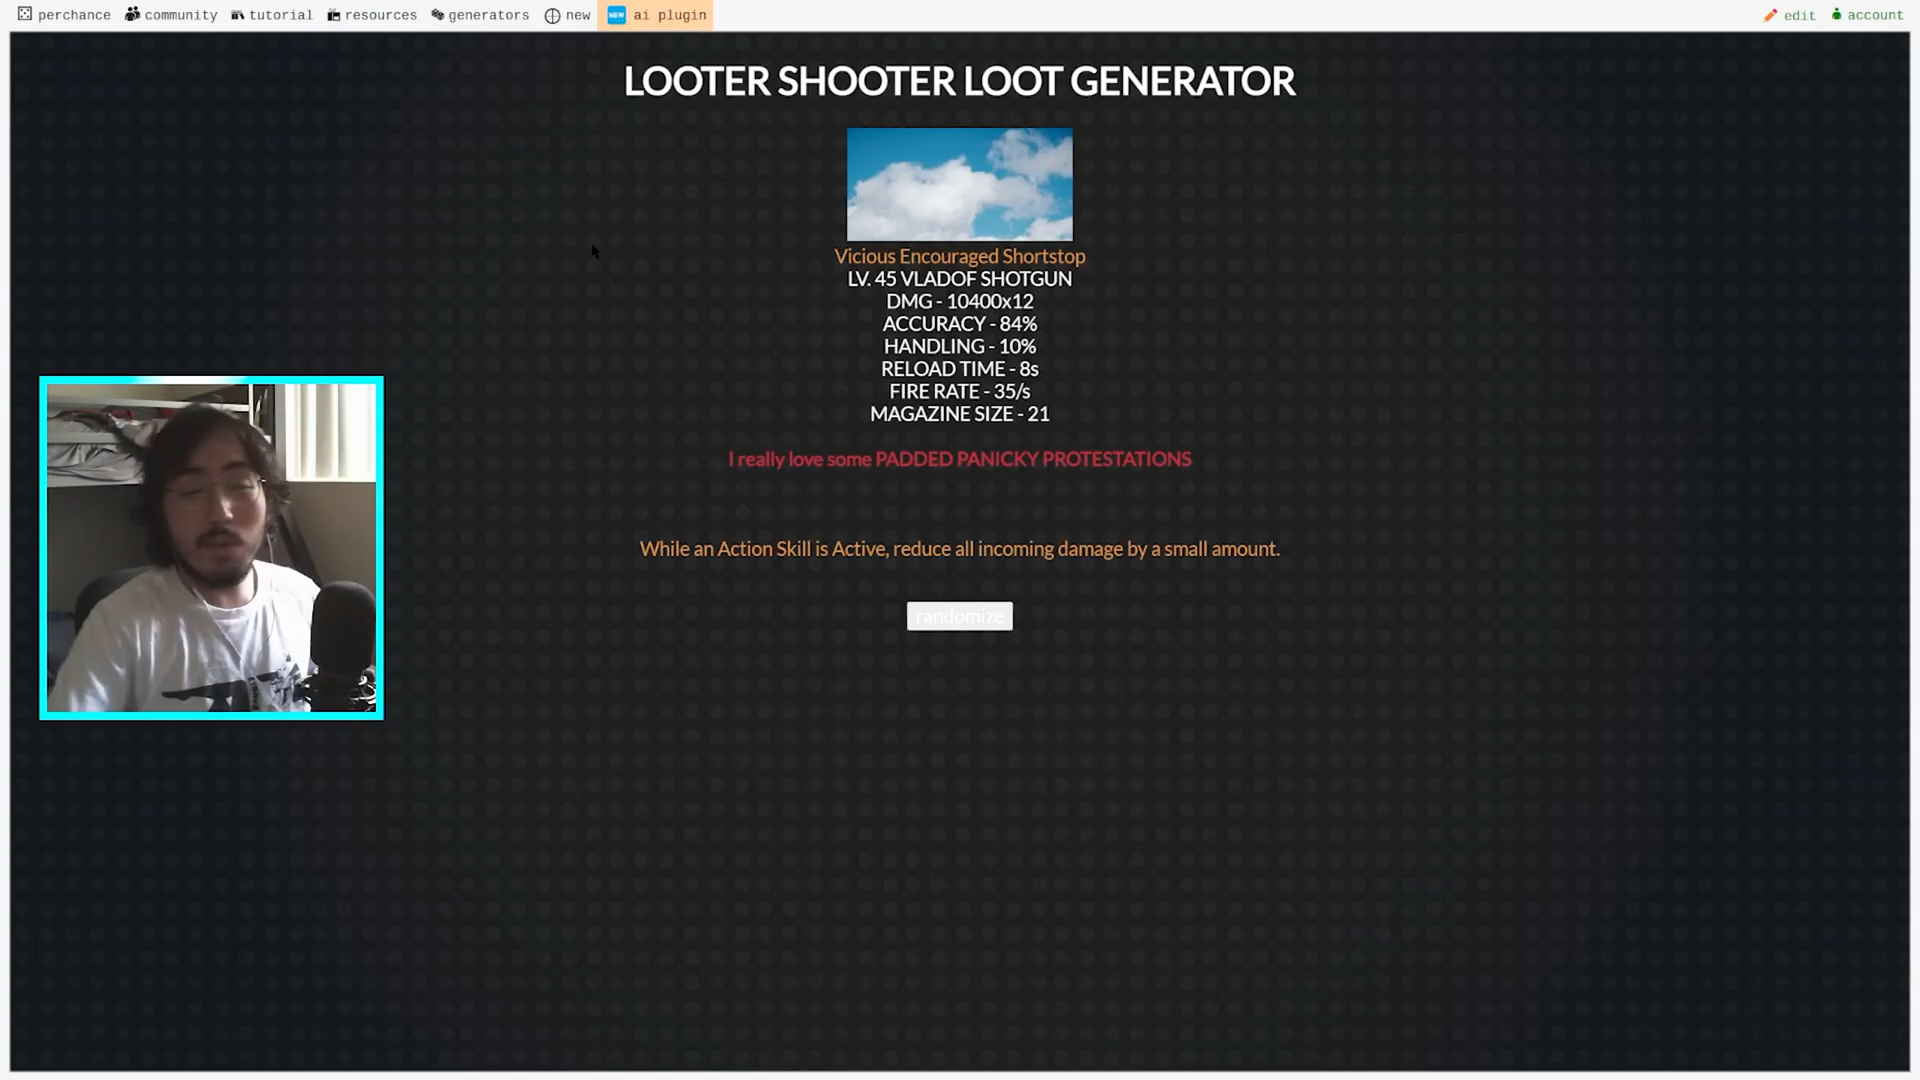 perchance community tutorial resources generators new NEW ai plugin edit account
LOOTER SHOOTER LOOT GENERATOR
Vicious Encouraged Shortstop
LV. 45 VLADOF SHOTGUN
DMG - 10400x12
ACCURACY - 84%
HANDLING - 10%
RELOAD TIME - 8s
FIRE RATE - 35/s
MAGAZINE SIZE - 21
I really love some PADDED PANICKY PROTESTATIONS
While an Action Skill is Active, reduce all incoming damage by a small amount.
randomize